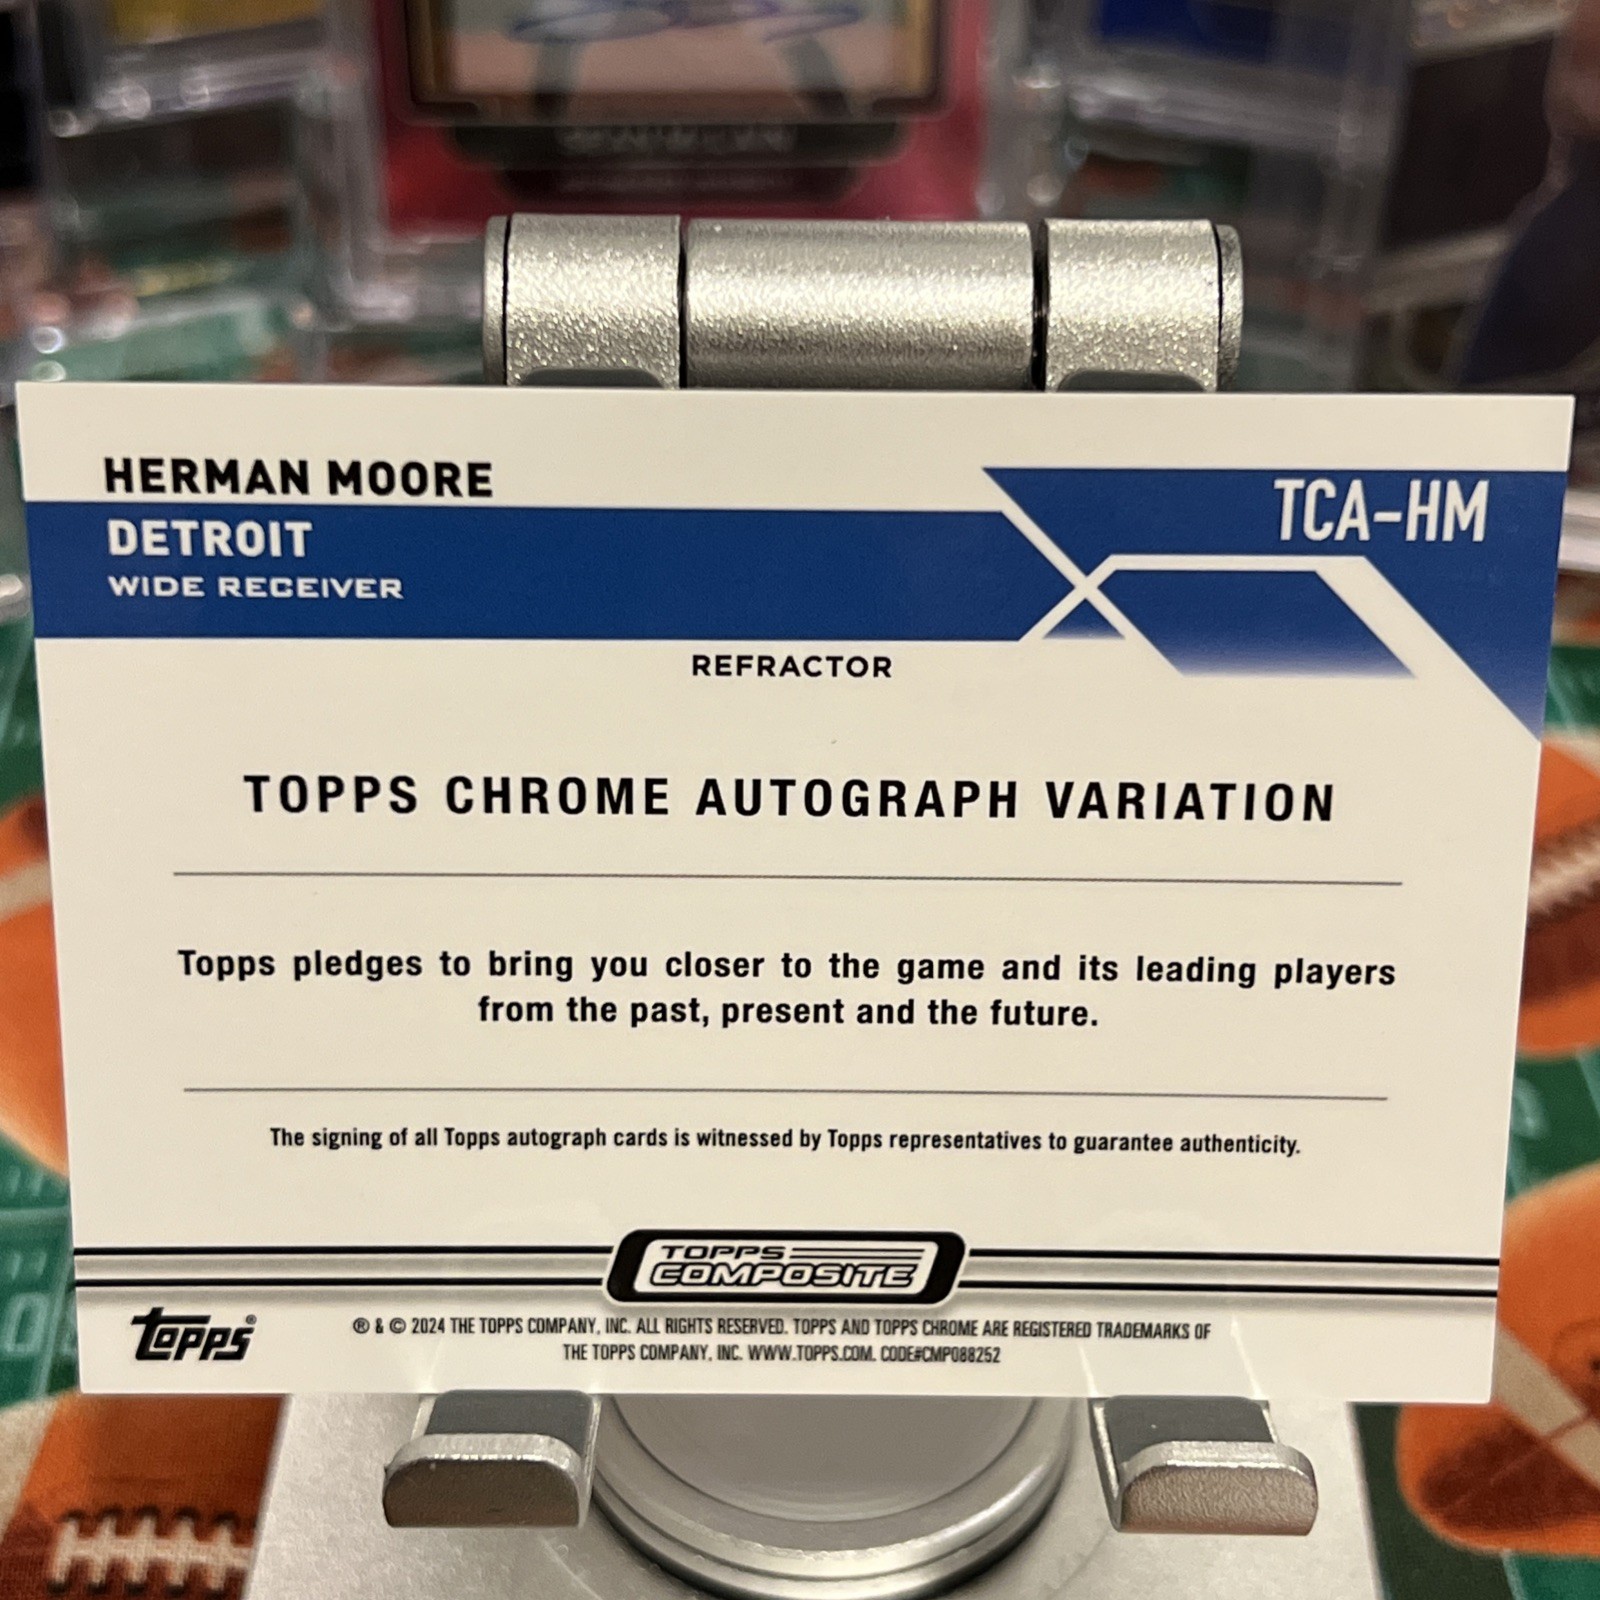 HERMAN MOORE
DETROIT
WIDE RECEIVER
TCA-HM
REFRACTOR
TOPPS CHROME AUTOGRAPH VARIATION
Topps pledges to bring you closer to the game and its leading players
from the past, present and the future.
The signing of all Topps autograph cards is witnessed by Topps representatives to guarantee authenticity.
TOPPS
COMPOSITE
topps®
® & © 2024 THE TOPPS COMPANY, INC. ALL RIGHTS RESERVED. TOPPS AND TOPPS CHROME ARE REGISTERED TRADEMARKS OF
THE TOPPS COMPANY, INC. WWW.TOPPS.COM. CODE#CMP088252